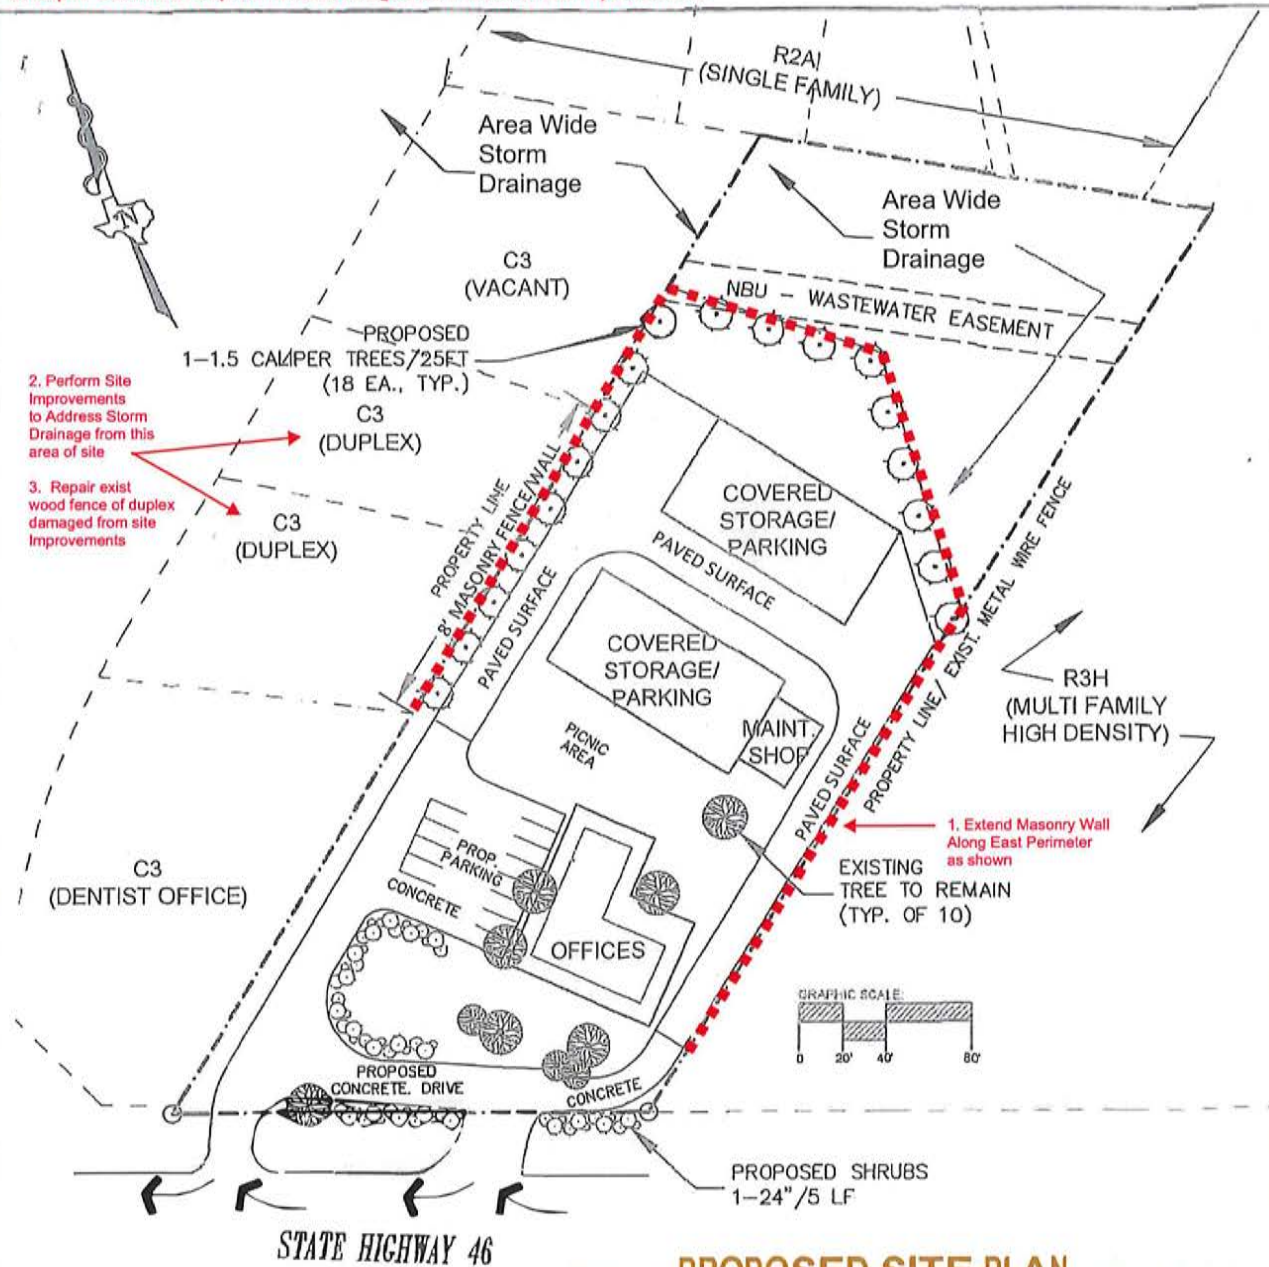 R2A
(SINGLE FAMILY)
Area Wide
Storm
Drainage
Area Wide
Storm
Drainage
N
C3
(VACANT)
NBU - WASTEWATER EASEMENT
PROPOSED
1-1.5 CALIPER TREES/25FT
(18 EA., TYP.)
2. Perform Site
Improvements
to Address Storm
Drainage from this
area of site
3. Repair exist
wood fence of duplex
damaged from site
Improvements
C3
(DUPLEX)
C3
(DUPLEX)
PROPERTY LINE
8' MASONRY FENCE/WALL
PAVED SURFACE
COVERED
STORAGE/
PARKING
PAVED SURFACE
COVERED
STORAGE/
PARKING
MAINT.
SHOP
PICNIC
AREA
PROPERTY LINE/ EXIST. METAL WIRE FENCE
PAVED SURFACE
R3H
(MULTI FAMILY
HIGH DENSITY)
1. Extend Masonry Wall
Along East Perimeter
as shown
EXISTING
TREE TO REMAIN
(TYP. OF 10)
C3
(DENTIST OFFICE)
PROP.
PARKING
CONCRETE
OFFICES
GRAPHIC SCALE:
0 20' 40' 80'
PROPOSED
CONCRETE. DRIVE
CONCRETE
PROPOSED SHRUBS
1-24"/5 LF
STATE HIGHWAY 46
PROPOSED SITE PLAN